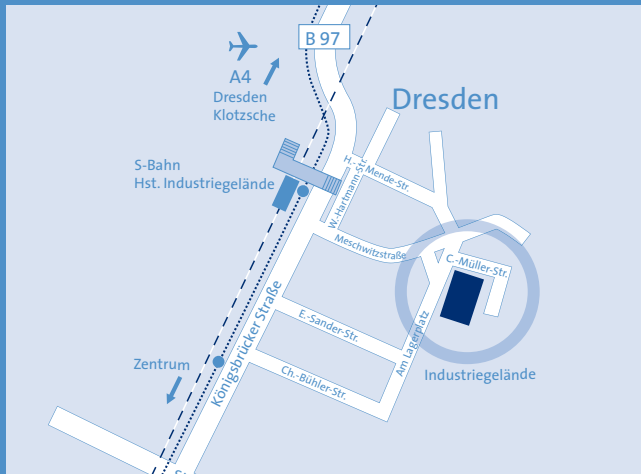 B 97
A4
Dresden
Klotzsche
Dresden
S-Bahn
Hst. Industriegelände
H.-Mende-Str.
W.-Hartmann-Str.
Meschwitzstraße
C.-Müller-Str.
Königsbrücker Straße
E.-Sander-Str.
Am Lagerplatz
Zentrum
Ch.-Bühler-Str.
Industriegelände